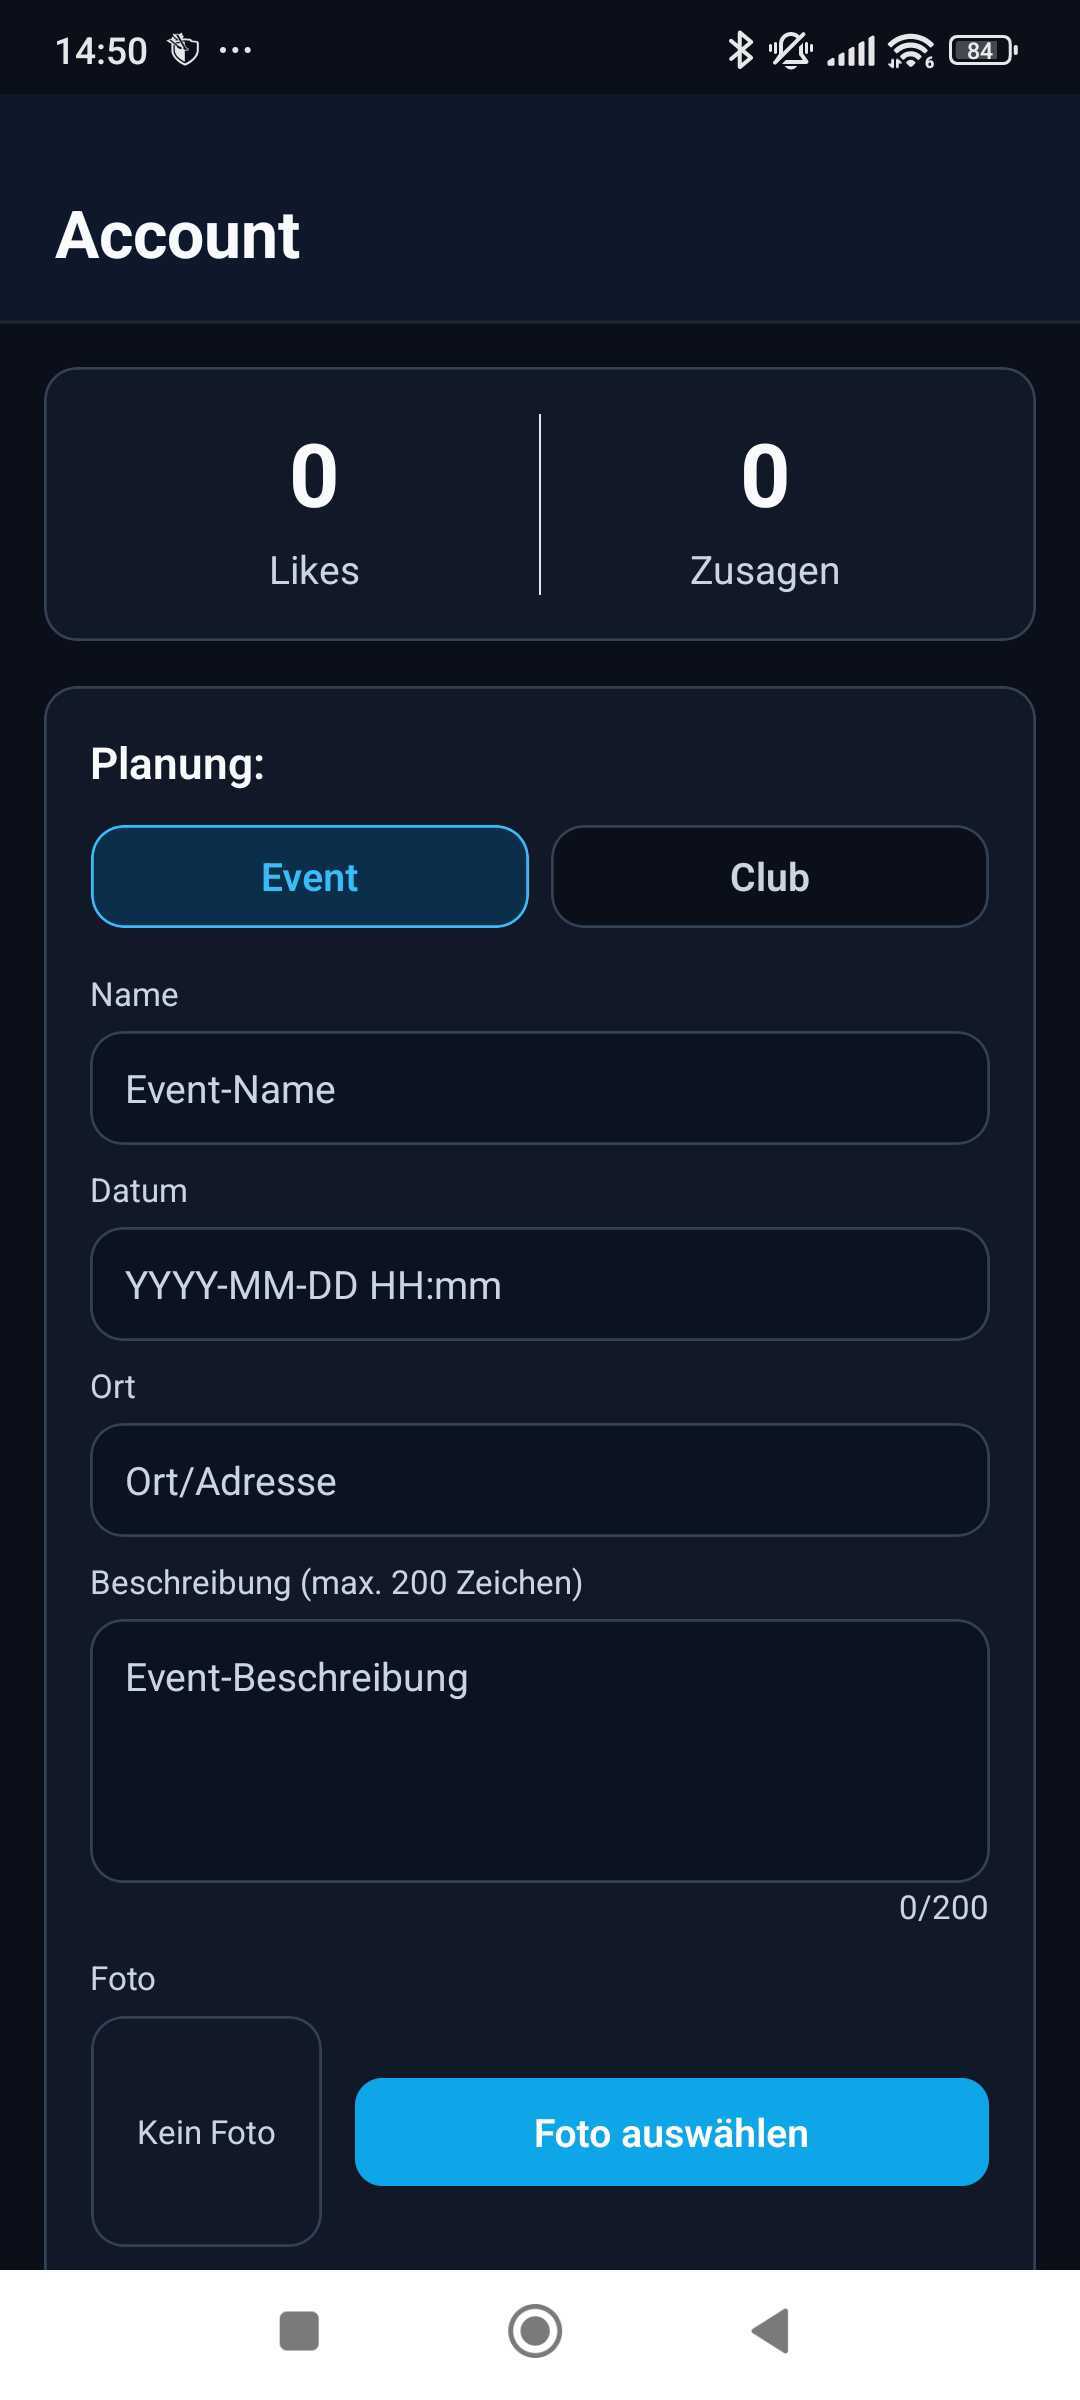 14:50
84
Account
0
0
Likes
Zusagen
Planung:
Event
Club
Name
Event-Name
Datum
YYYY-MM-DD HH:mm
Ort
Ort/Adresse
Beschreibung (max. 200 Zeichen)
Event-Beschreibung
0/200
Foto
Kein Foto
Foto auswählen